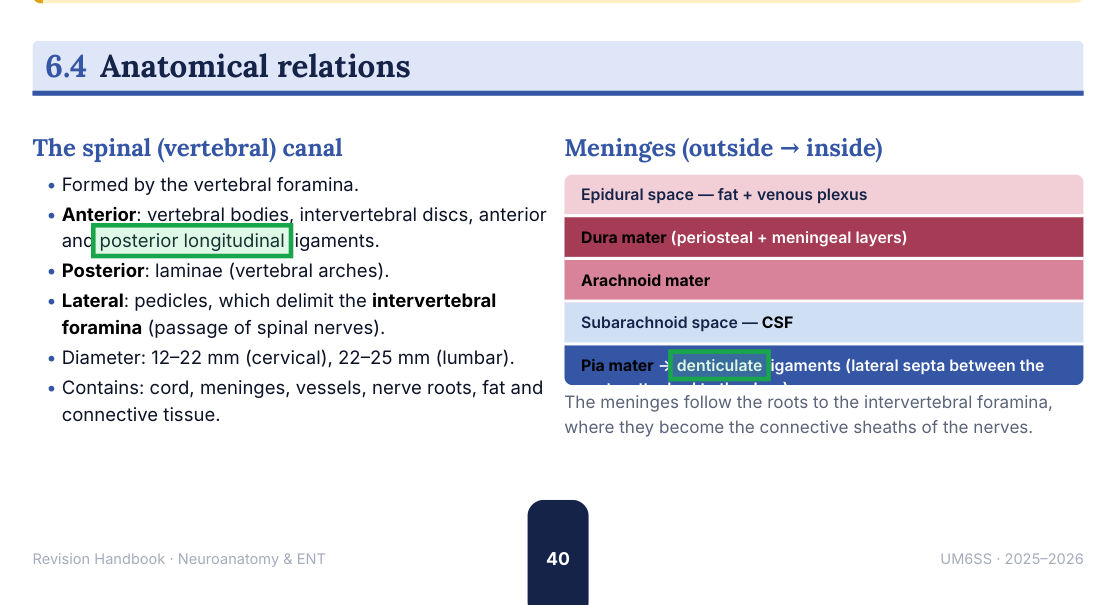 6.4 Anatomical relations
The spinal (vertebral) canal
• Formed by the vertebral foramina.
• Anterior: vertebral bodies, intervertebral discs, anterior
and posterior longitudinal igaments.
• Posterior: laminae (vertebral arches).
• Lateral: pedicles, which delimit the intervertebral
foramina (passage of spinal nerves).
• Diameter: 12–22 mm (cervical), 22–25 mm (lumbar).
• Contains: cord, meninges, vessels, nerve roots, fat and
connective tissue.
Meninges (outside → inside)
Epidural space — fat + venous plexus
Dura mater (periosteal + meningeal layers)
Arachnoid mater
Subarachnoid space — CSF
Pia mater → denticulate igaments (lateral septa between the
The meninges follow the roots to the intervertebral foramina,
where they become the connective sheaths of the nerves.
Revision Handbook · Neuroanatomy & ENT
40
UM6SS · 2025–2026